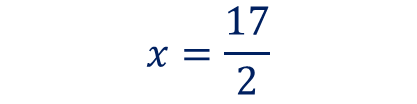 x = 17/2